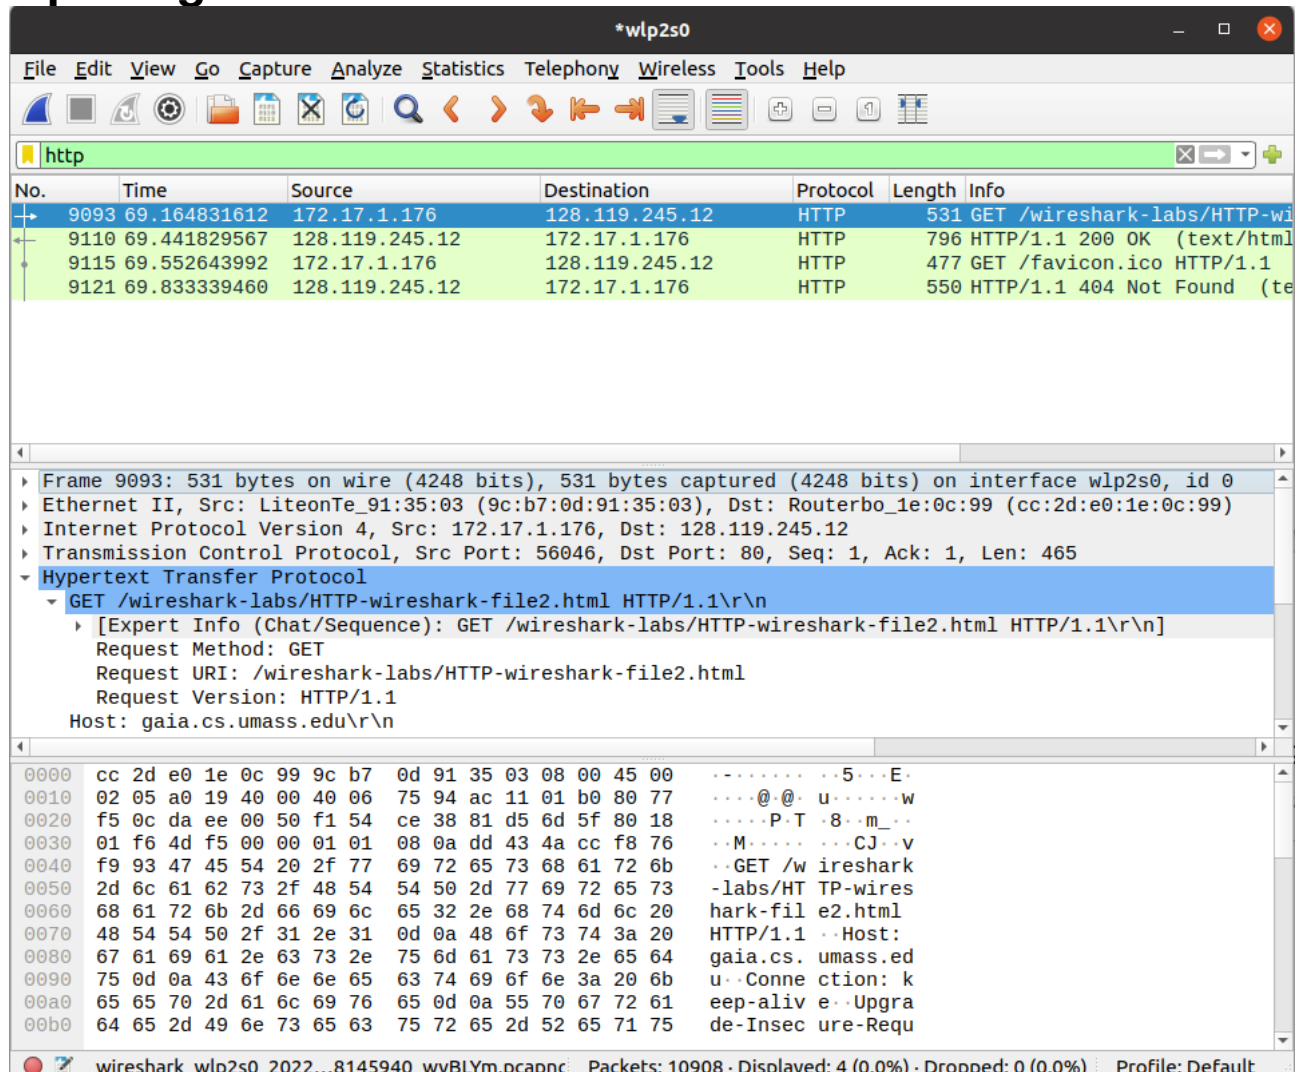 *wlp2s0
File Edit View Go Capture Analyze Statistics Telephony Wireless Tools Help
http
No. Time Source Destination Protocol Length Info
9093 69.164831612 172.17.1.176 128.119.245.12 HTTP 531 GET /wireshark-labs/HTTP-wi
9110 69.441829567 128.119.245.12 172.17.1.176 HTTP 796 HTTP/1.1 200 OK (text/html
9115 69.552643992 172.17.1.176 128.119.245.12 HTTP 477 GET /favicon.ico HTTP/1.1
9121 69.833339460 128.119.245.12 172.17.1.176 HTTP 550 HTTP/1.1 404 Not Found (te
Frame 9093: 531 bytes on wire (4248 bits), 531 bytes captured (4248 bits) on interface wlp2s0, id 0
Ethernet II, Src: LiteonTe_91:35:03 (9c:b7:0d:91:35:03), Dst: Routerbo_1e:0c:99 (cc:2d:e0:1e:0c:99)
Internet Protocol Version 4, Src: 172.17.1.176, Dst: 128.119.245.12
Transmission Control Protocol, Src Port: 56046, Dst Port: 80, Seq: 1, Ack: 1, Len: 465
Hypertext Transfer Protocol
GET /wireshark-labs/HTTP-wireshark-file2.html HTTP/1.1\r\n
[Expert Info (Chat/Sequence): GET /wireshark-labs/HTTP-wireshark-file2.html HTTP/1.1\r\n]
Request Method: GET
Request URI: /wireshark-labs/HTTP-wireshark-file2.html
Request Version: HTTP/1.1
Host: gaia.cs.umass.edu\r\n
0000 cc 2d e0 1e 0c 99 9c b7 0d 91 35 03 08 00 45 00 ·-······ ··5···E·
0010 02 05 a0 19 40 00 40 06 75 94 ac 11 01 b0 80 77 ····@·@· u······w
0020 f5 0c da ee 00 50 f1 54 ce 38 81 d5 6d 5f 80 18 ·····P·T ·8··m_··
0030 01 f6 4d f5 00 00 01 01 08 0a dd 43 4a cc f8 76 ··M····· ···CJ··v
0040 f9 93 47 45 54 20 2f 77 69 72 65 73 68 61 72 6b ··GET /w ireshark
0050 2d 6c 61 62 73 2f 48 54 54 50 2d 77 69 72 65 73 -labs/HT TP-wires
0060 68 61 72 6b 2d 66 69 6c 65 32 2e 68 74 6d 6c 20 hark-fil e2.html
0070 48 54 54 50 2f 31 2e 31 0d 0a 48 6f 73 74 3a 20 HTTP/1.1 ··Host:
0080 67 61 69 61 2e 63 73 2e 75 6d 61 73 73 2e 65 64 gaia.cs. umass.ed
0090 75 0d 0a 43 6f 6e 6e 65 63 74 69 6f 6e 3a 20 6b u··Conne ction: k
00a0 65 65 70 2d 61 6c 69 76 65 0d 0a 55 70 67 72 61 eep-aliv e··Upgra
00b0 64 65 2d 49 6e 73 65 63 75 72 65 2d 52 65 71 75 de-Insec ure-Requ
wireshark_wlp2s0_2022…8145940_wyBLYm.pcapng Packets: 10908 · Displayed: 4 (0.0%) · Dropped: 0 (0.0%) Profile: Default